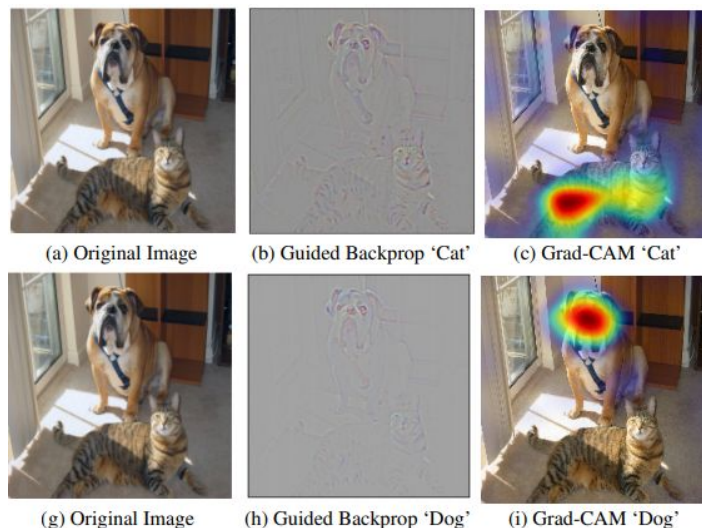 (a) Original Image (b) Guided Backprop ‘Cat’ (c) Grad-CAM ‘Cat’
(g) Original Image (h) Guided Backprop ‘Dog’ (i) Grad-CAM ‘Dog’